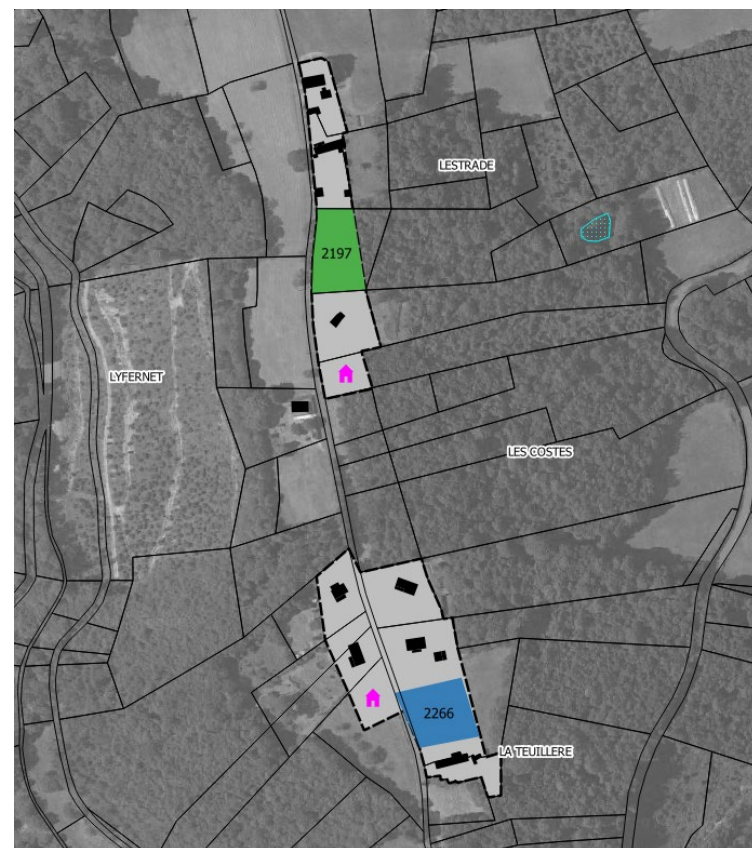 LESTRADE
2197
LYFERNET
LES COSTES
2266
LA TEUILLERE